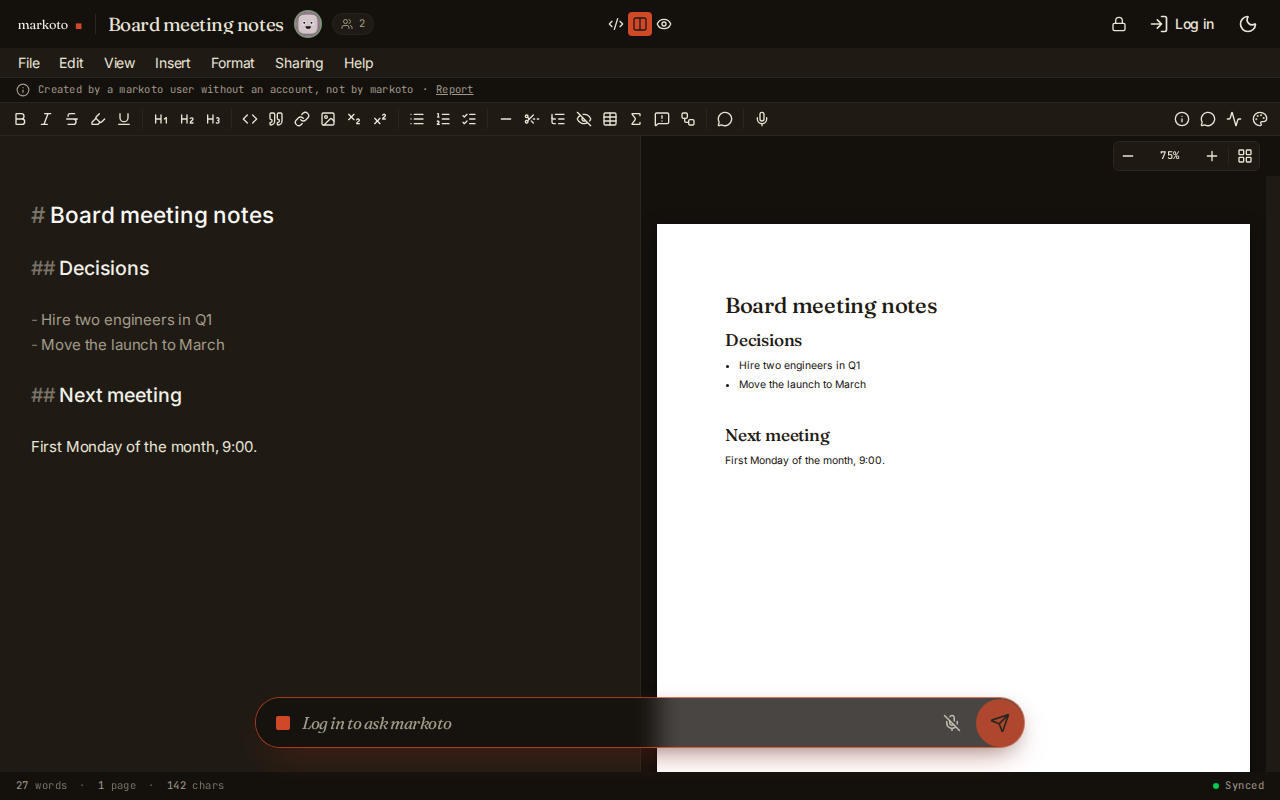 markoto
Board meeting notes
2
Log in
File Edit View Insert Format Sharing Help
Created by a markoto user without an account, not by markoto · Report
H1 H2 H3
75%
# Board meeting notes
## Decisions
- Hire two engineers in Q1
- Move the launch to March
## Next meeting
First Monday of the month, 9:00.
Board meeting notes
Decisions
• Hire two engineers in Q1
• Move the launch to March
Next meeting
First Monday of the month, 9:00.
Log in to ask markoto
27 words · 1 page · 142 chars
Synced